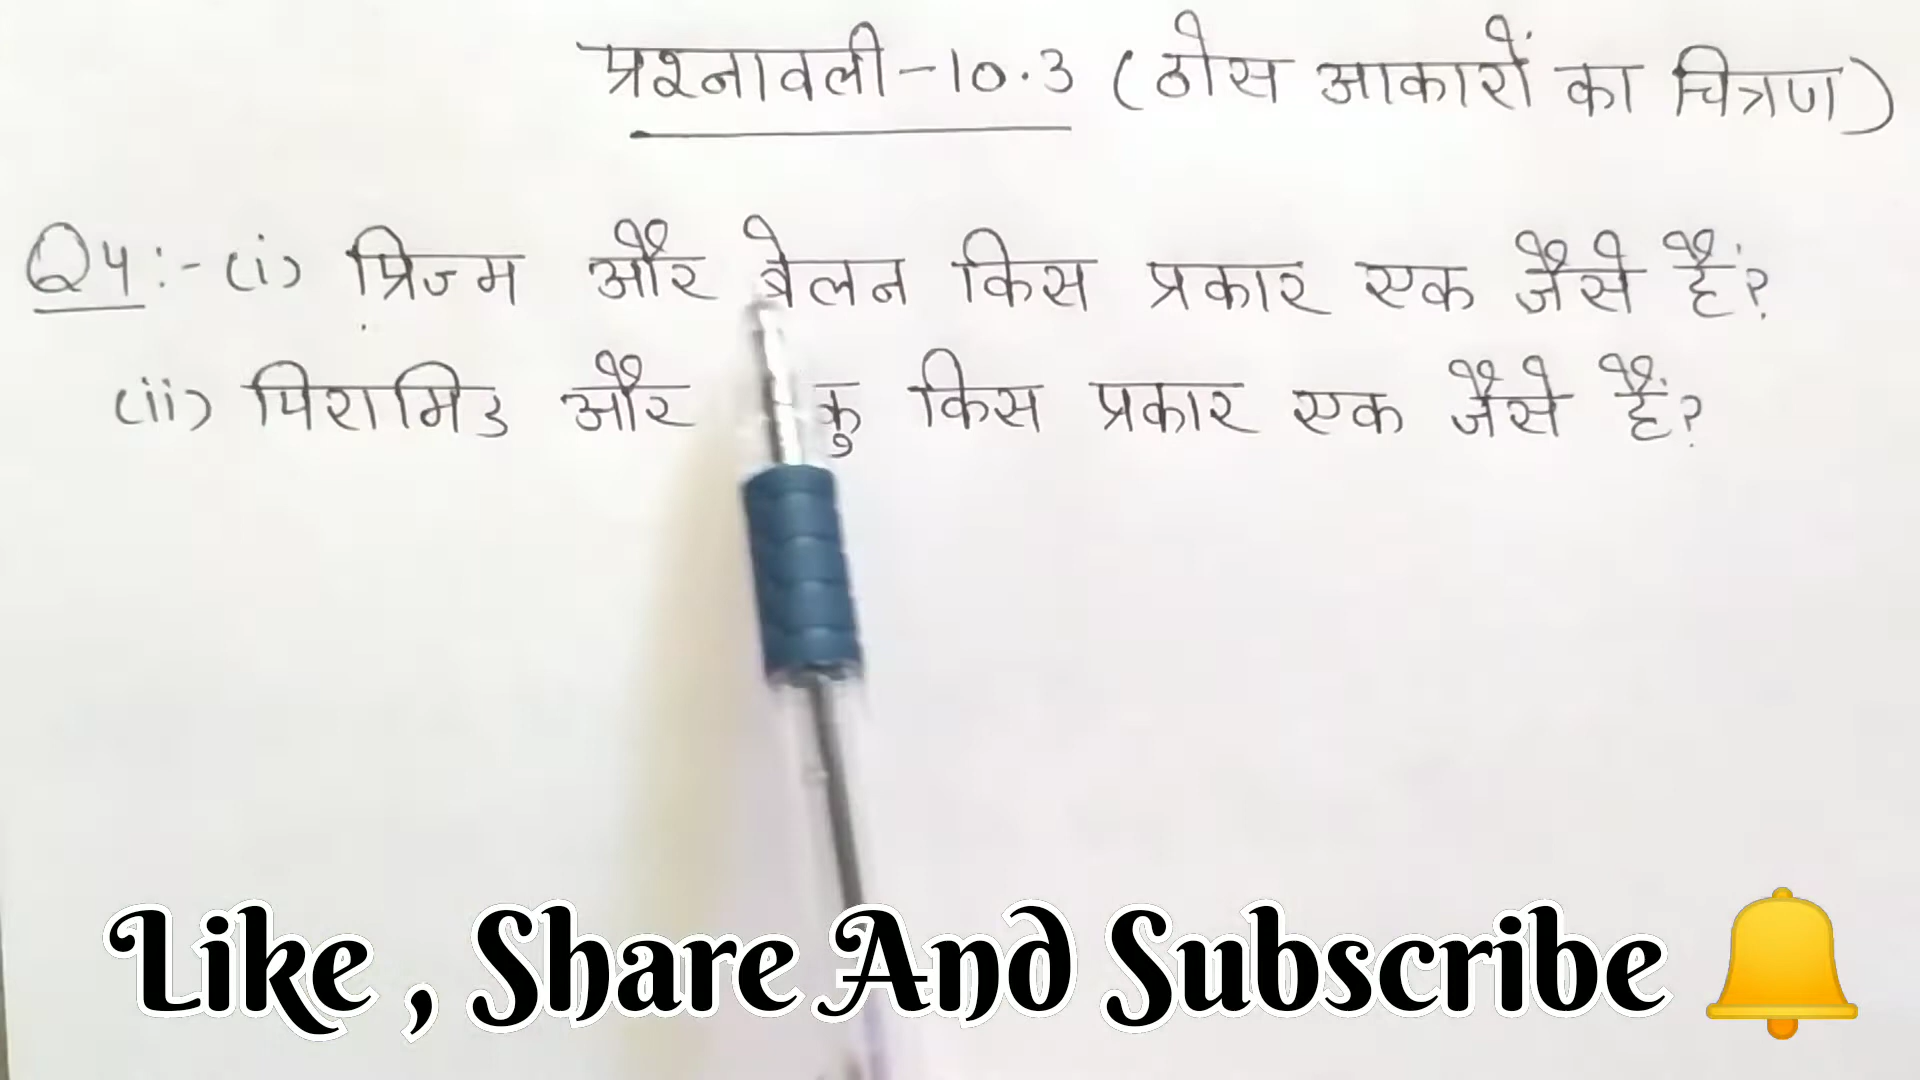 प्रश्नावली-10.3 (ठोस आकारों का चित्रण)
Q4:-(i) प्रिज्म और बेलन किस प्रकार एक जैसे हैं?
(ii) पिरामिड और किस प्रकार एक जैसे हैं?
Like, Share And Subscribe